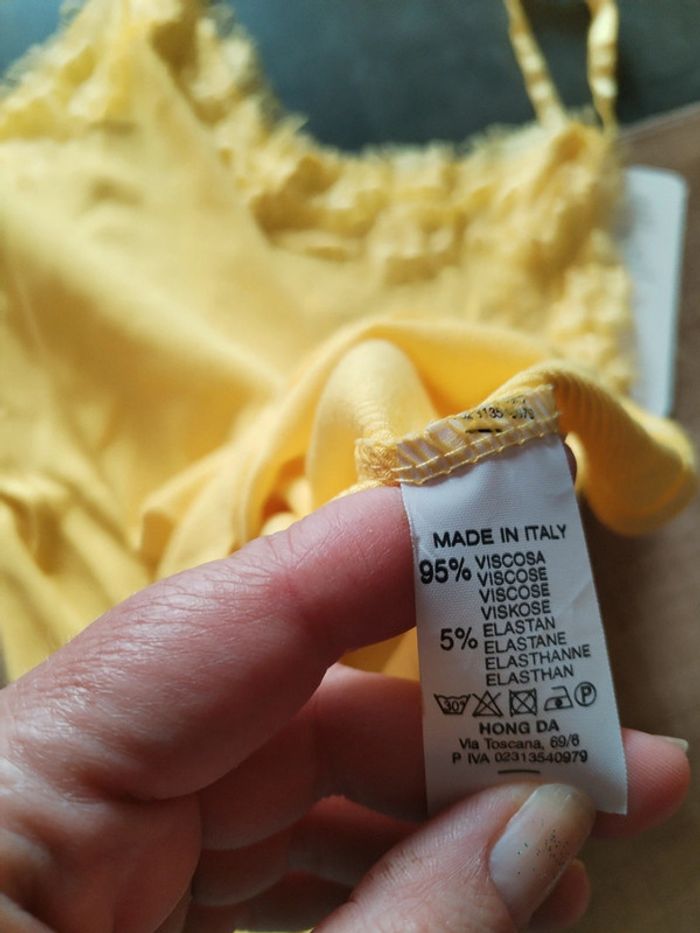 MADE IN ITALY
95% VISCOSA
VISCOSE
VISCOSE
VISKOSE
5% ELASTAN
ELASTANE
ELASTHANNE
ELASTHAN
30° P
HONG DA
Via Toscana, 69/6
P IVA 02313540979